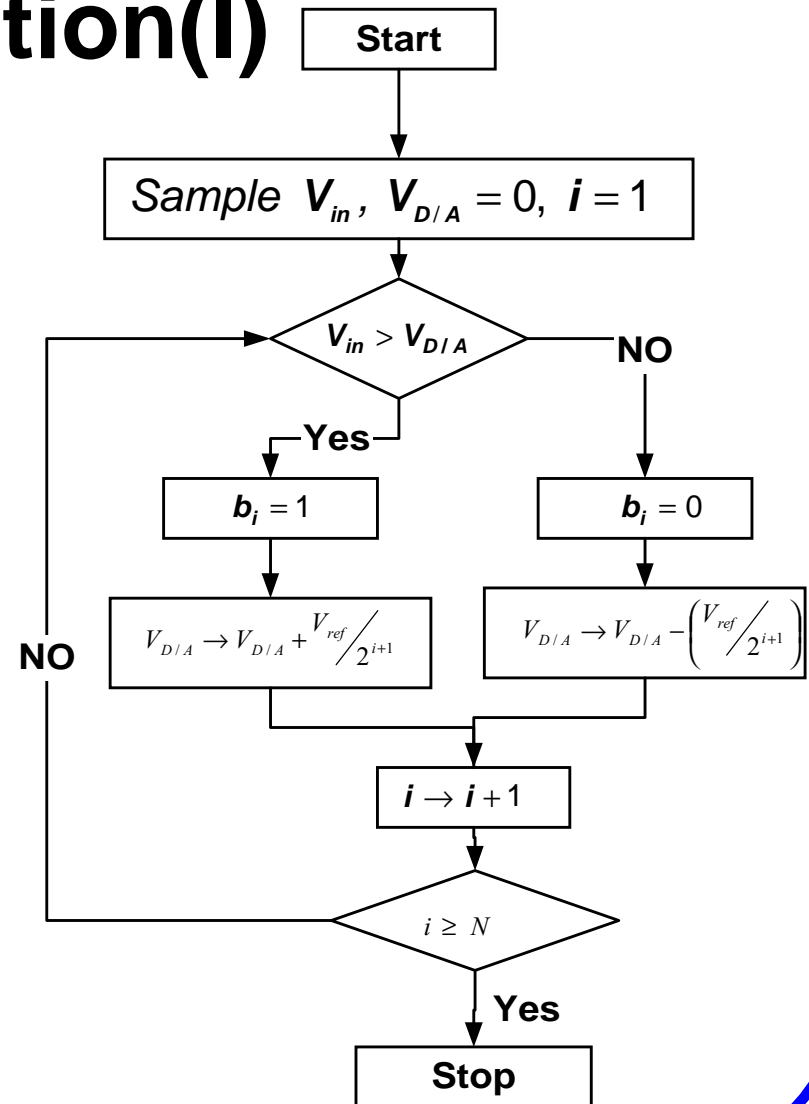 tion(I)
Start
Sample V_in, V_D/A = 0, i = 1
V_in > V_D/A
NO
Yes
b_i = 1
b_i = 0
V_D/A → V_D/A + V_ref/2^{i+1}
V_D/A → V_D/A − (V_ref/2^{i+1})
NO
i → i + 1
i ≥ N
Yes
Stop